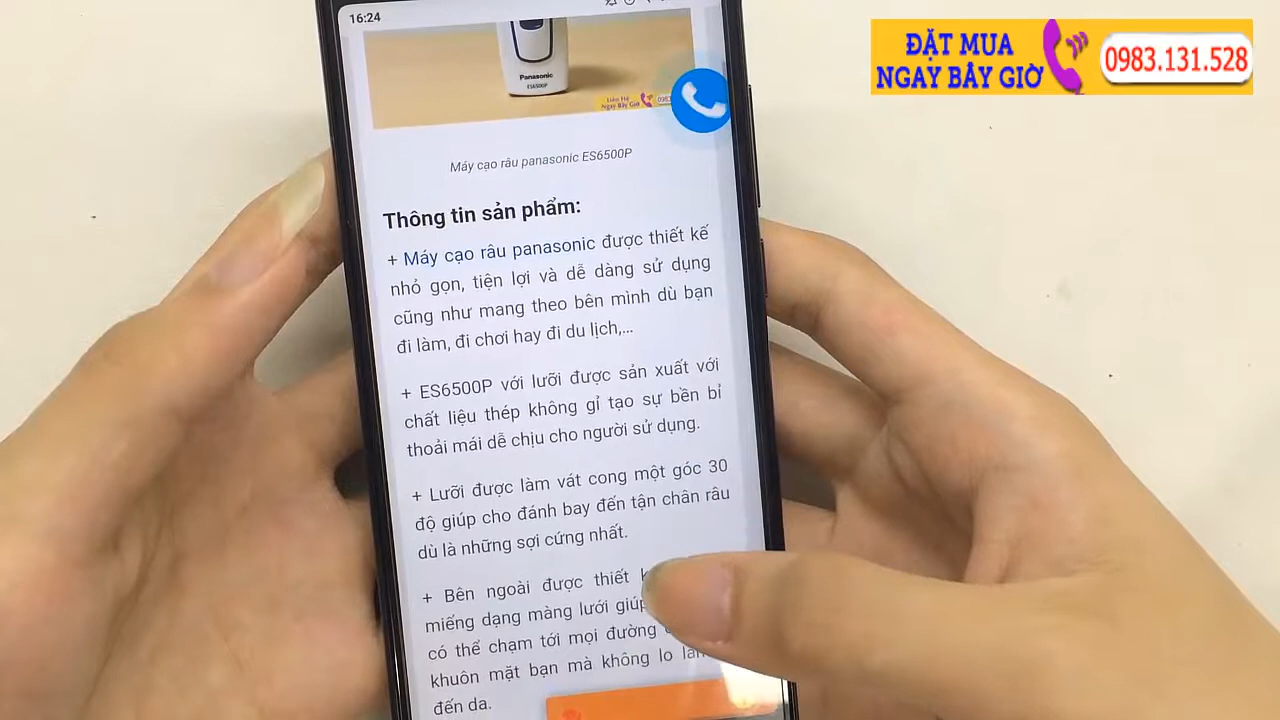 16:24
ĐẶT MUA
NGAY BÂY GIỜ
0983.131.528
Panasonic
ES6500P
Liên Hệ
Ngay Bây Giờ
Máy cạo râu panasonic ES6500P
Thông tin sản phẩm:
+ Máy cạo râu panasonic được thiết kế
nhỏ gọn, tiện lợi và dễ dàng sử dụng
cũng như mang theo bên mình dù bạn
đi làm, đi chơi hay đi du lịch,...
+ ES6500P với lưỡi được sản xuất với
chất liệu thép không gỉ tạo sự bền bỉ
thoải mái dễ chịu cho người sử dụng.
+ Lưỡi được làm vát cong một góc 30
độ giúp cho đánh bay đến tận chân râu
dù là những sợi cứng nhất.
+ Bên ngoài được thiết
miếng dạng màng lưới giúp
có thể chạm tới mọi đường
khuôn mặt bạn mà không lo
đến da.